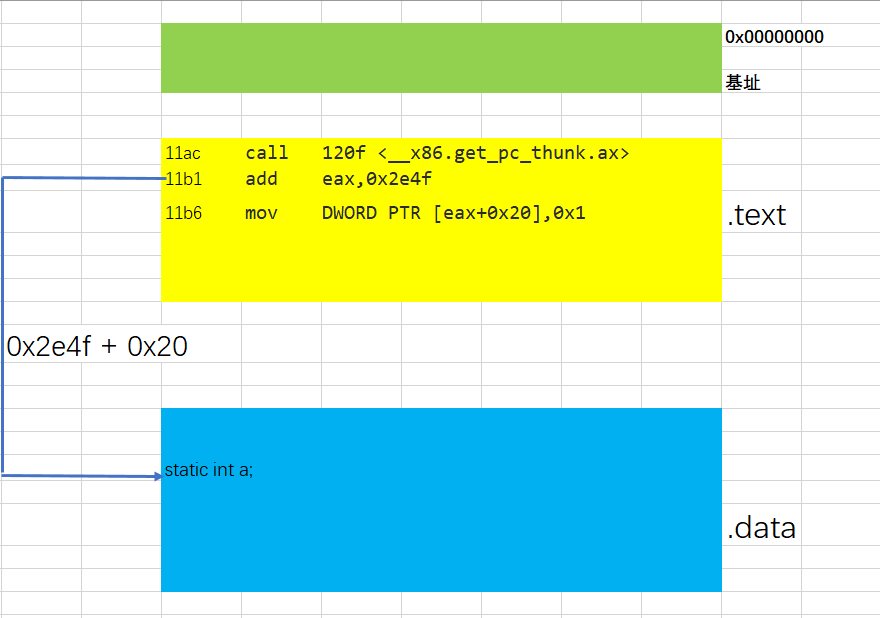 0x00000000
基址
11ac call 120f <__x86.get_pc_thunk.ax>
11b1 add eax,0x2e4f
11b6 mov DWORD PTR [eax+0x20],0x1
.text
0x2e4f + 0x20
static int a;
.data